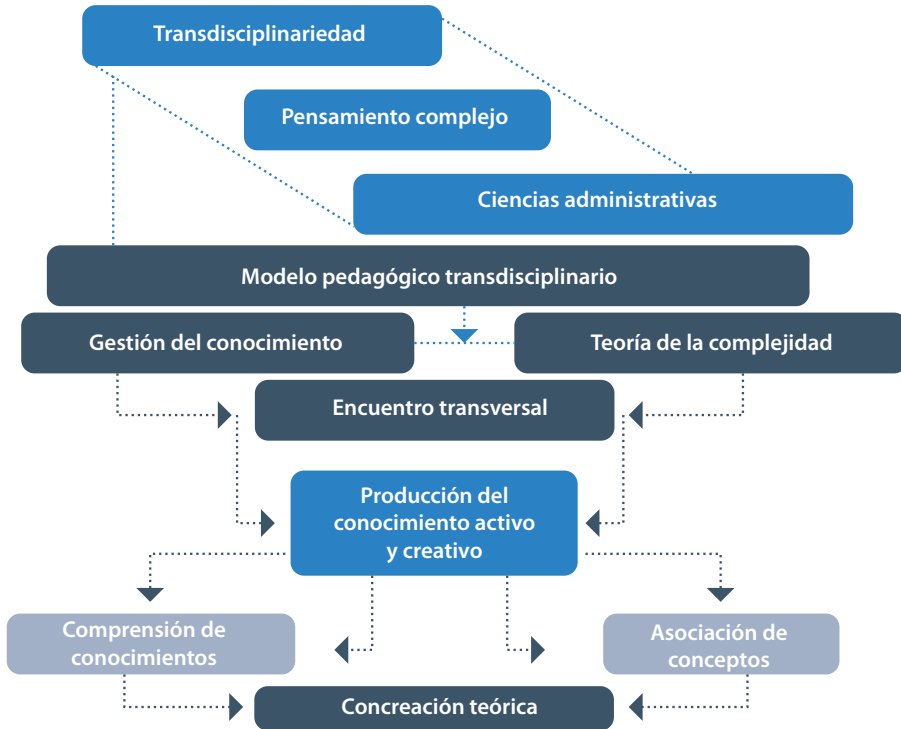 Transdisciplinariedad
Pensamiento complejo
Ciencias administrativas
Modelo pedagógico transdisciplinario
Gestión del conocimiento
Teoría de la complejidad
Encuentro transversal
Producción del
conocimiento activo
y creativo
Comprensión de
conocimientos
Asociación de
conceptos
Concreación teórica